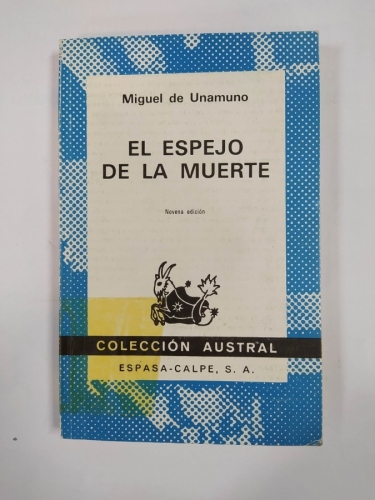 Miguel de Unamuno
EL ESPEJO
DE LA MUERTE
Novena edición
COLECCIÓN AUSTRAL
ESPASA-CALPE, S. A.